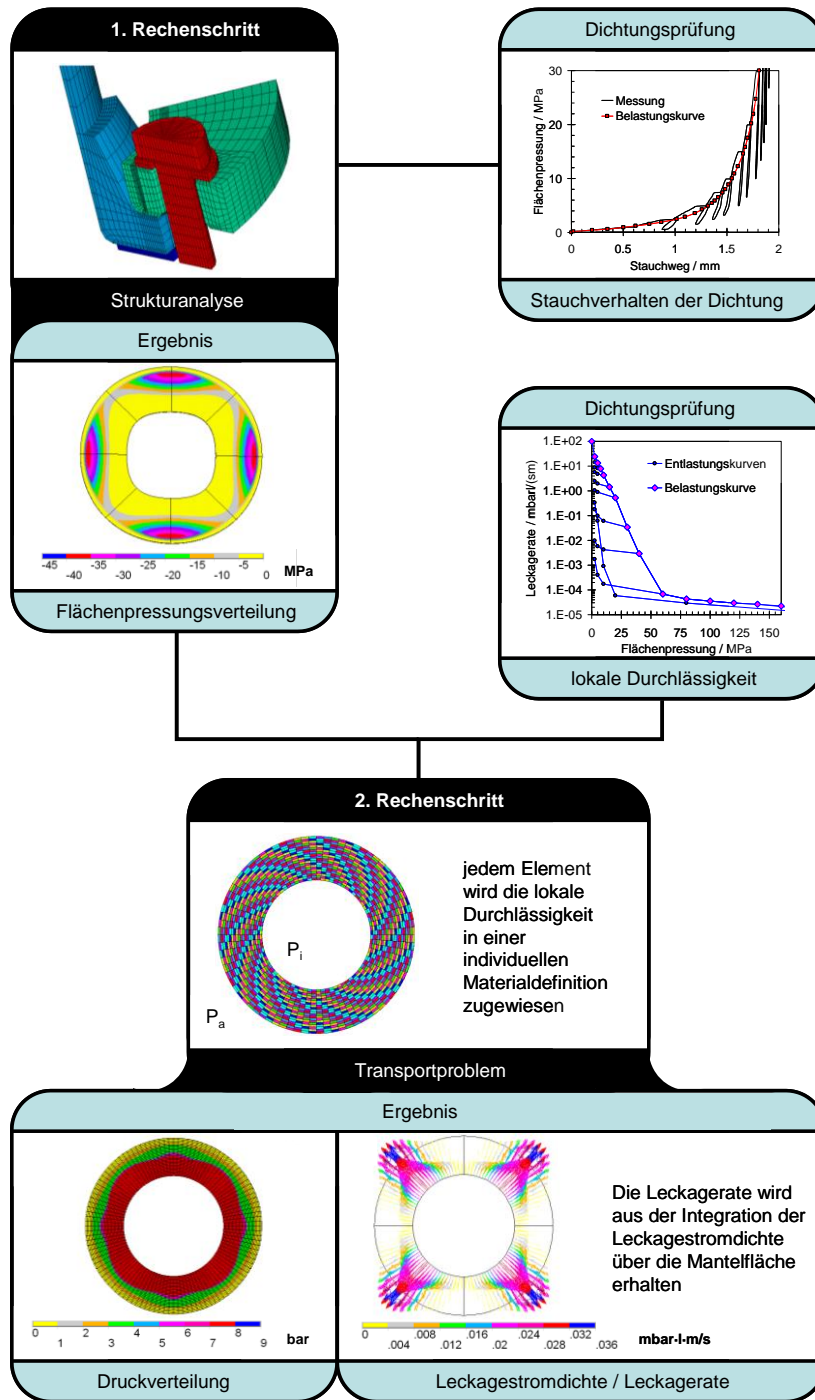 1. Rechenschritt
Strukturanalyse
Ergebnis
-45
-40
-35
-30
-25
-20
-15
-10
-5
0
MPa
Flächenpressungsverteilung
Dichtungsprüfung
Flächenpressung / MPa
30
20
10
0
Messung
Belastungskurve
0
0.5
1
1.5
2
Stauchweg / mm
Stauchverhalten der Dichtung
Dichtungsprüfung
Leckagerate / mbarl/(sm)
1.E+02
1.E+01
1.E+00
1.E-01
1.E-02
1.E-03
1.E-04
1.E-05
Entlastungskurven
Belastungskurve
0
25
50
75
100
125
150
Flächenpressung / MPa
lokale Durchlässigkeit
2. Rechenschritt
Pi
Pa
jedem Element
wird die lokale
Durchlässigkeit
in einer
individuellen
Materialdefinition
zugewiesen
Transportproblem
Ergebnis
0
1
2
3
4
5
6
7
8
9
bar
Druckverteilung
Die Leckagerate wird
aus der Integration der
Leckagestromdichte
über die Mantelfläche
erhalten
0
.004
.008
.012
.016
.02
.024
.028
.032
.036
mbar·l·m/s
Leckagestromdichte / Leckagerate